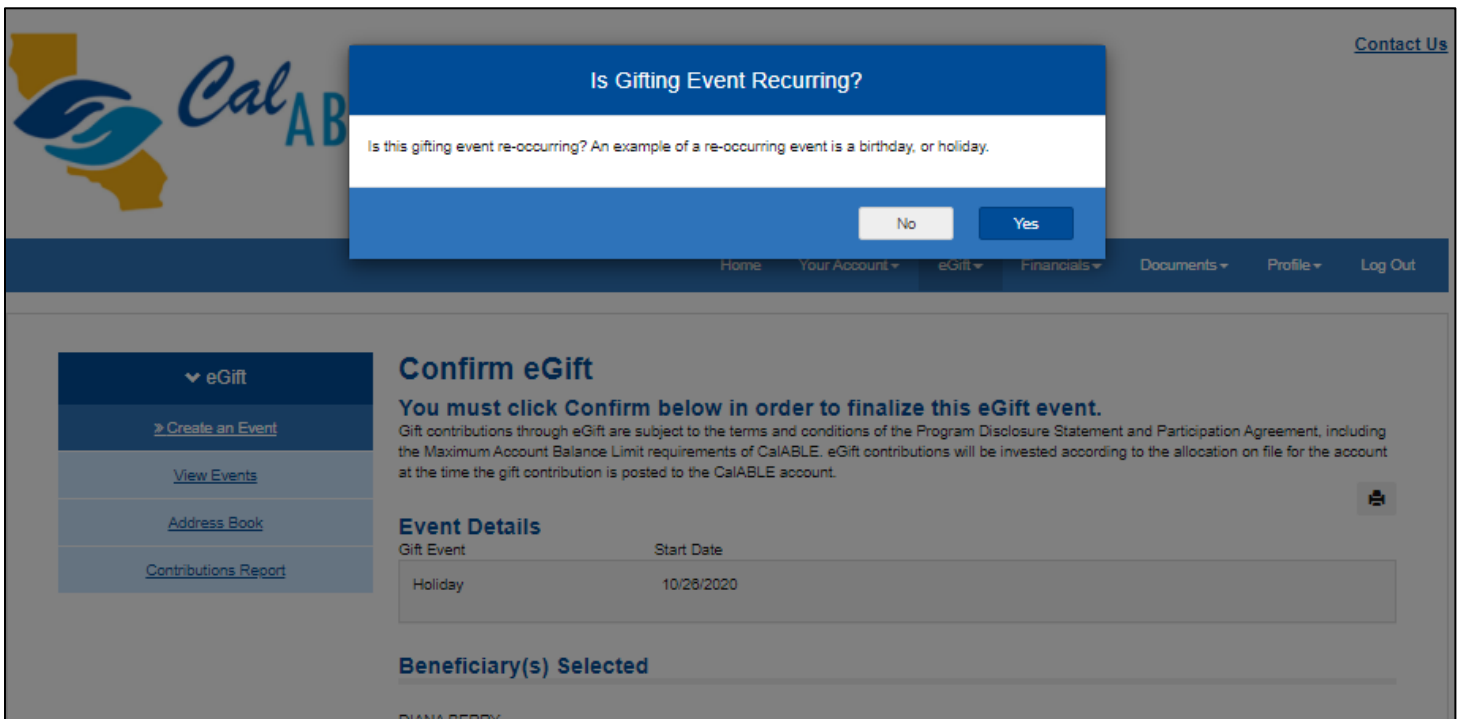 Contact Us
Cal AB
Is Gifting Event Recurring?
Is this gifting event re-occurring? An example of a re-occurring event is a birthday, or holiday.
No Yes
Home Your Account eGift Financials Documents Profile Log Out
eGift
» Create an Event
View Events
Address Book
Contributions Report
Confirm eGift
You must click Confirm below in order to finalize this eGift event.
Gift contributions through eGift are subject to the terms and conditions of the Program Disclosure Statement and Participation Agreement, including
the Maximum Account Balance Limit requirements of CalABLE. eGift contributions will be invested according to the allocation on file for the account
at the time the gift contribution is posted to the CalABLE account.
Event Details
Gift Event Start Date
Holiday 10/26/2020
Beneficiary(s) Selected